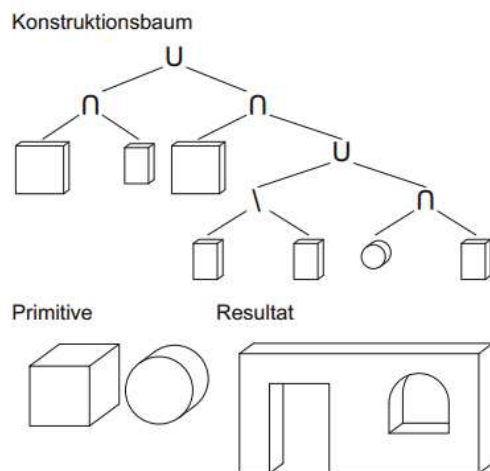 Konstruktionsbaum
∪
∩ ∩
∪
\ ∩
Primitive Resultat